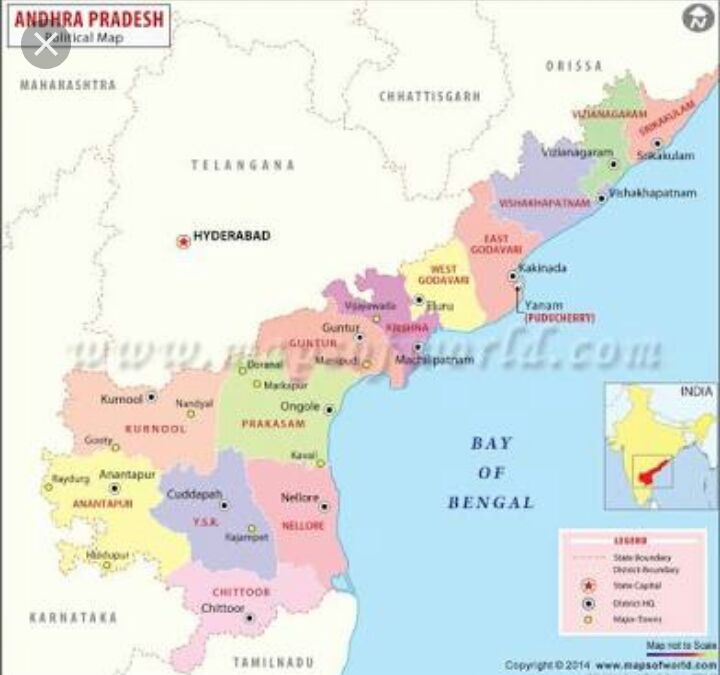 ANDHRA PRADESH
Political Map
N
MAHARASHTRA
CHHATTISGARH
ORISSA
TELANGANA
HYDERABAD
VIZIANAGARAM
SRIKAKULAM
Vizianagaram
Srikakulam
VISHAKHAPATNAM
Vishakhapatnam
EAST
GODAVARI
Kakinada
WEST
GODAVARI
Eluru
Yanam
(PUDUCHERRY)
Vijayawada
KRISHNA
Guntur
GUNTUR
Machilipatnam
www.mapsofworld.com
Doranal
Markapur
Kurnool
Nandyal
KURNOOL
Ongole
PRAKASAM
Gooty
Kavali
Raydurg
Anantapur
ANANTAPUR
Cuddapah
Y.S.R.
Rajampet
Nellore
NELLORE
Hindupur
CHITTOOR
Chittoor
KARNATAKA
TAMILNADU
BAY
OF
BENGAL
INDIA
LEGEND
State Boundary
District Boundary
State Capital
District HQ.
Major Towns
Map not to Scale
Copyright © 2014 www.mapsofworld.com